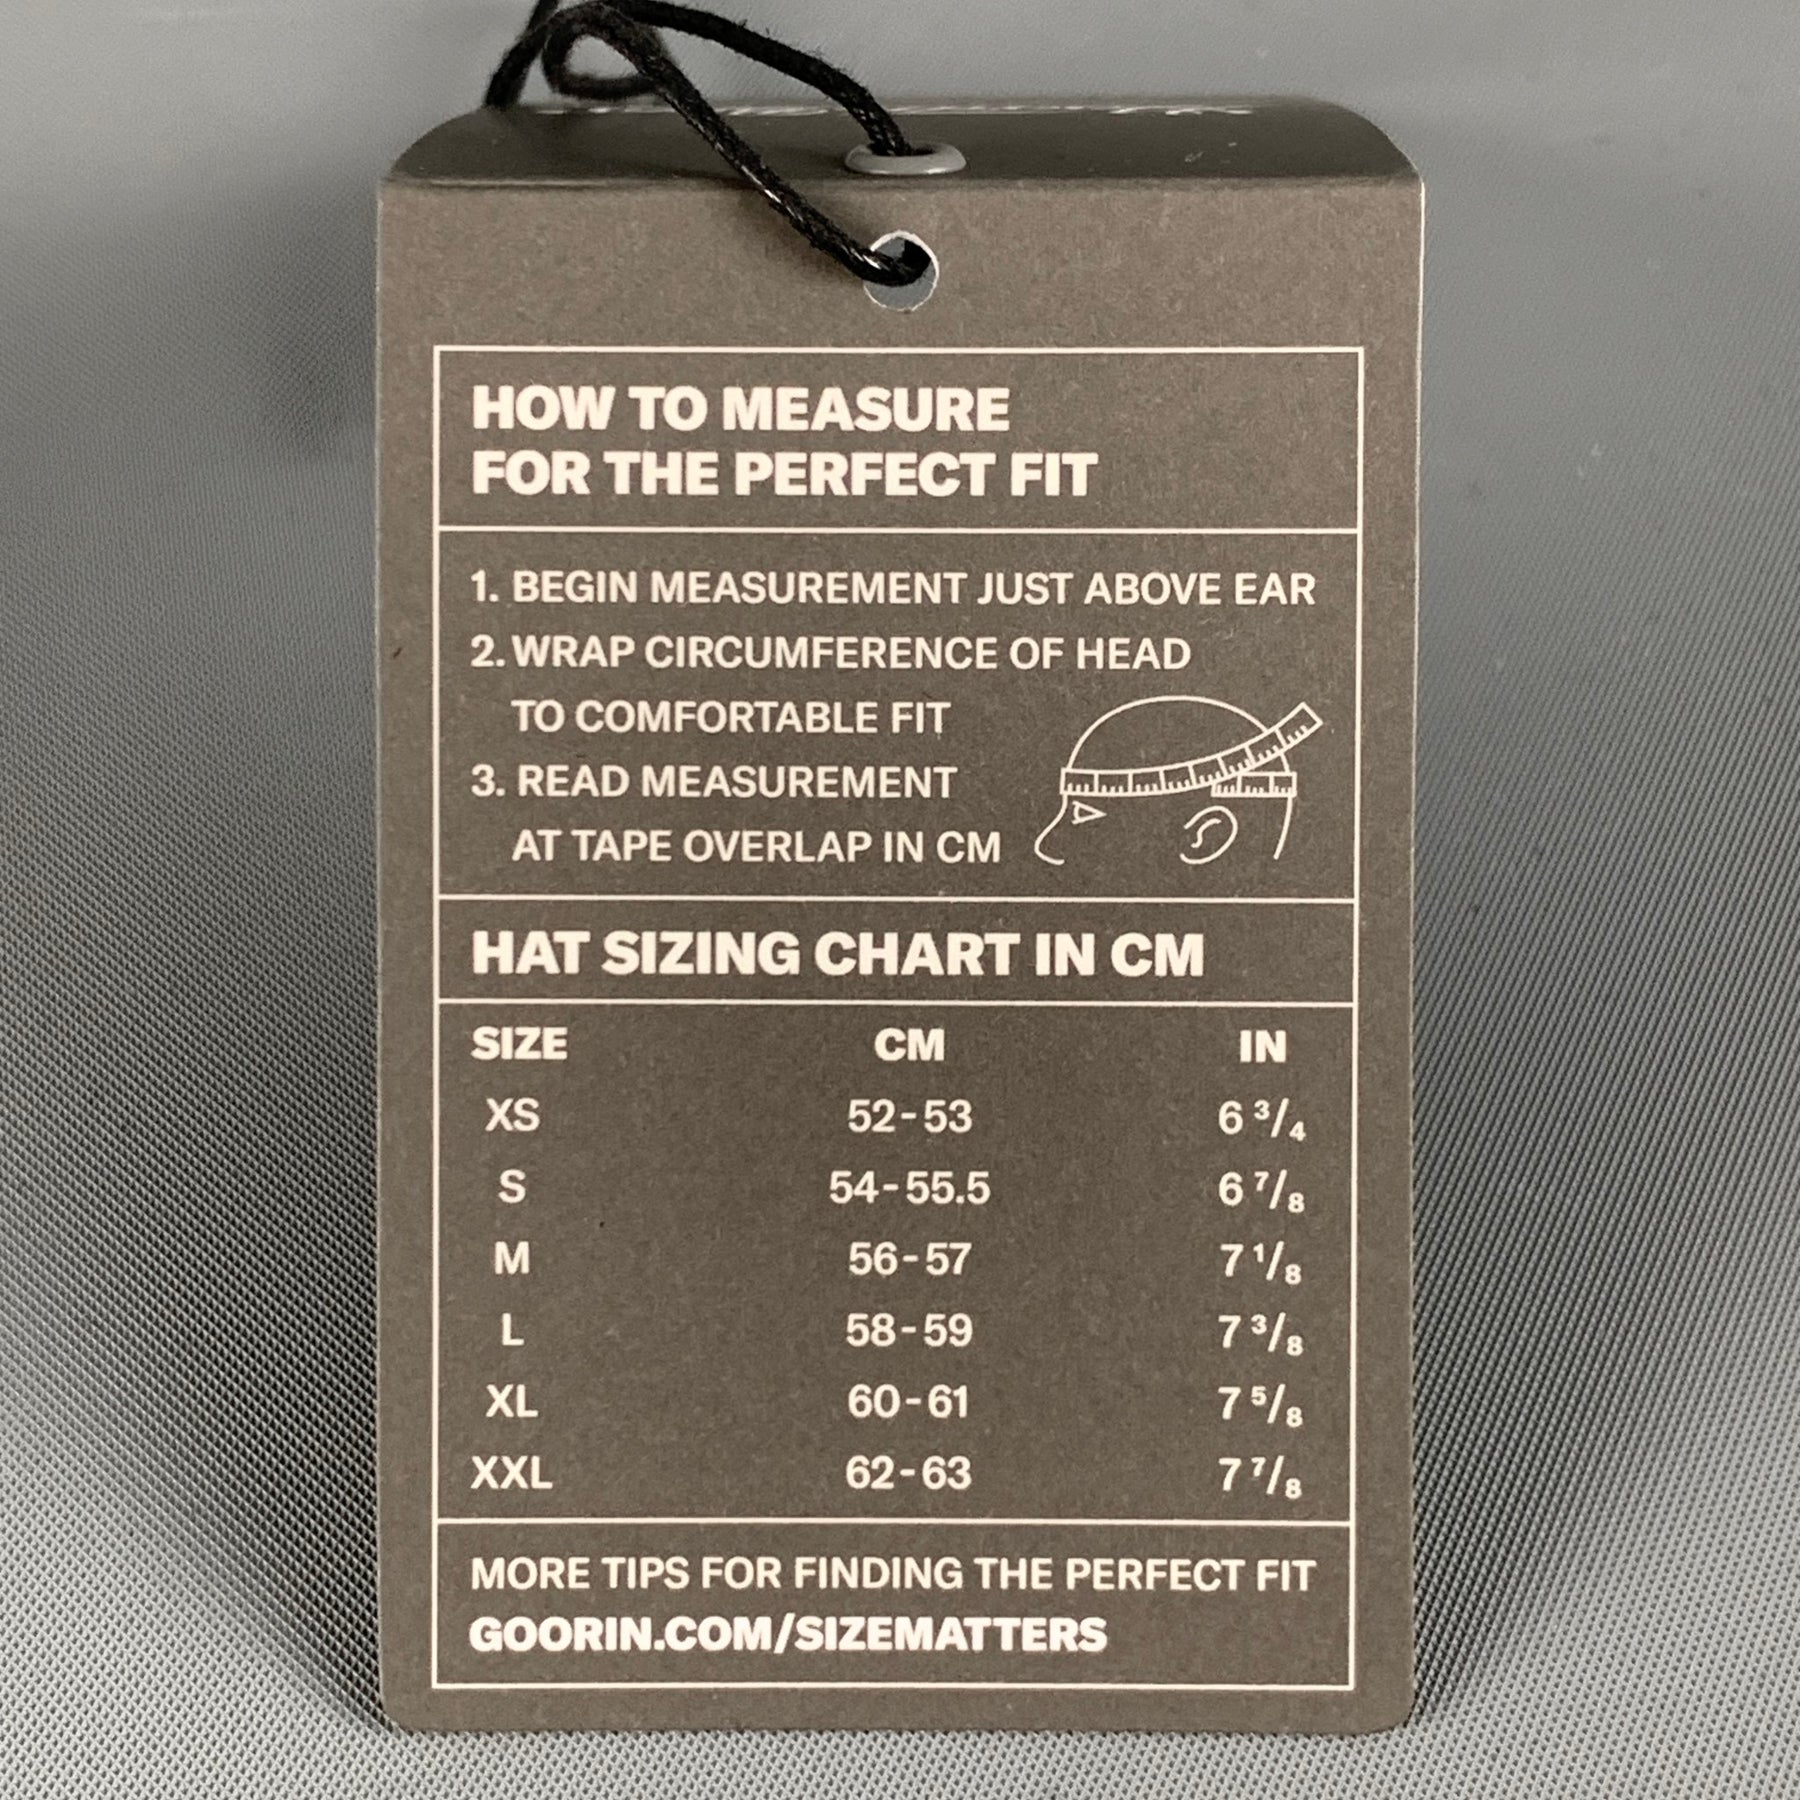 HOW TO MEASURE
FOR THE PERFECT FIT
1. BEGIN MEASUREMENT JUST ABOVE EAR
2. WRAP CIRCUMFERENCE OF HEAD
TO COMFORTABLE FIT
3. READ MEASUREMENT
AT TAPE OVERLAP IN CM
HAT SIZING CHART IN CM
SIZE CM IN
XS 52-53 6 3/4
S 54-55.5 6 7/8
M 56-57 7 1/8
L 58-59 7 3/8
XL 60-61 7 5/8
XXL 62-63 7 7/8
MORE TIPS FOR FINDING THE PERFECT FIT
GOORIN.COM/SIZEMATTERS